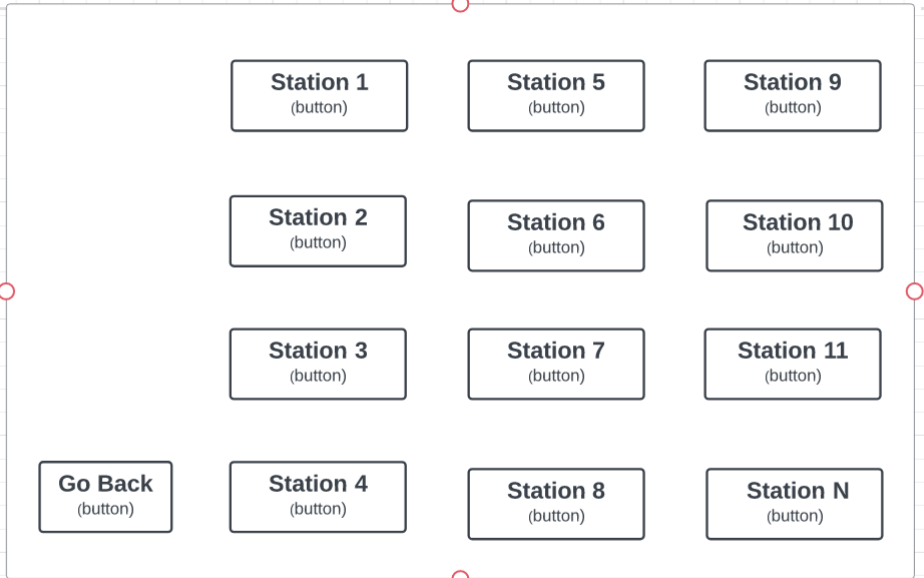 Station 1
(button)
Station 5
(button)
Station 9
(button)
Station 2
(button)
Station 6
(button)
Station 10
(button)
Station 3
(button)
Station 7
(button)
Station 11
(button)
Go Back
(button)
Station 4
(button)
Station 8
(button)
Station N
(button)